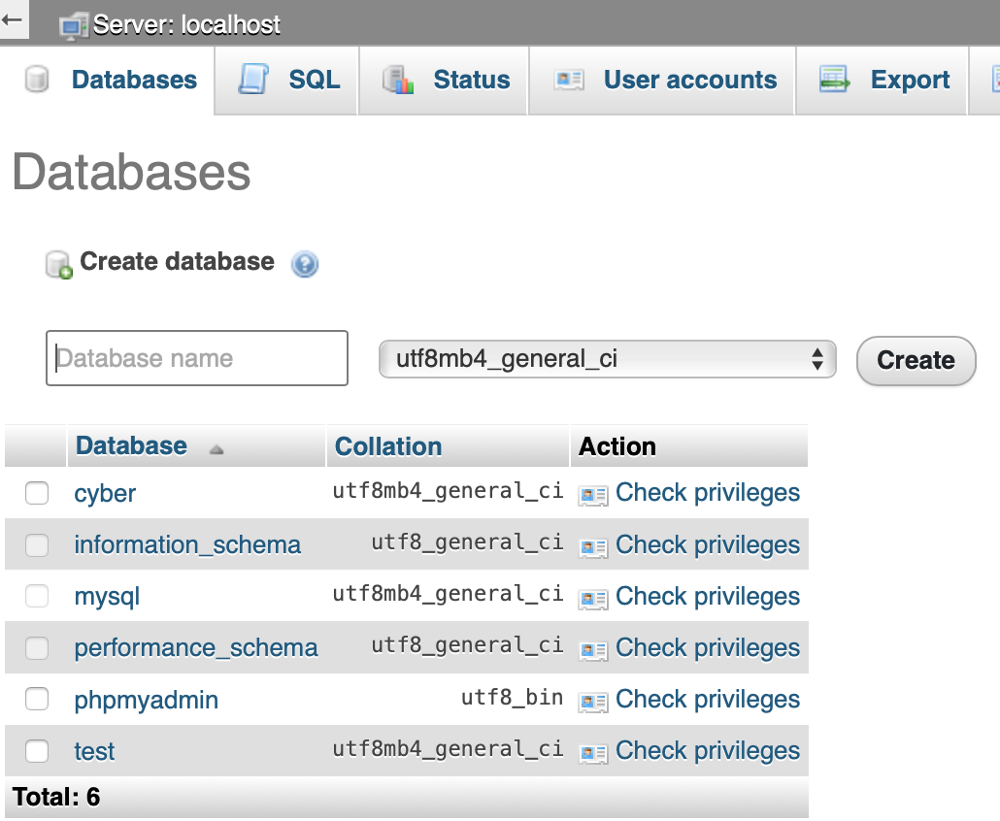 Server: localhost
Databases SQL Status User accounts Export
Databases
Create database
Database name utf8mb4_general_ci Create
Database Collation Action
cyber utf8mb4_general_ci Check privileges
information_schema utf8_general_ci Check privileges
mysql utf8mb4_general_ci Check privileges
performance_schema utf8_general_ci Check privileges
phpmyadmin utf8_bin Check privileges
test utf8mb4_general_ci Check privileges
Total: 6